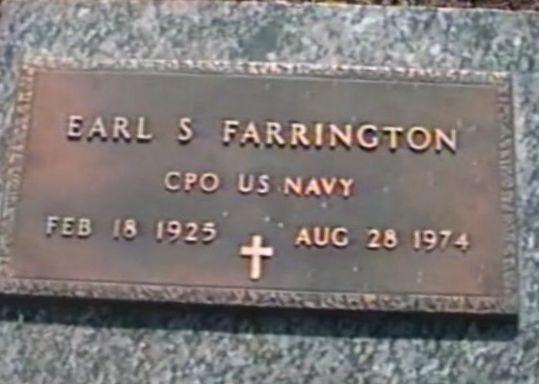 EARL S FARRINGTON
CPO US NAVY
FEB 18 1925 AUG 28 1974